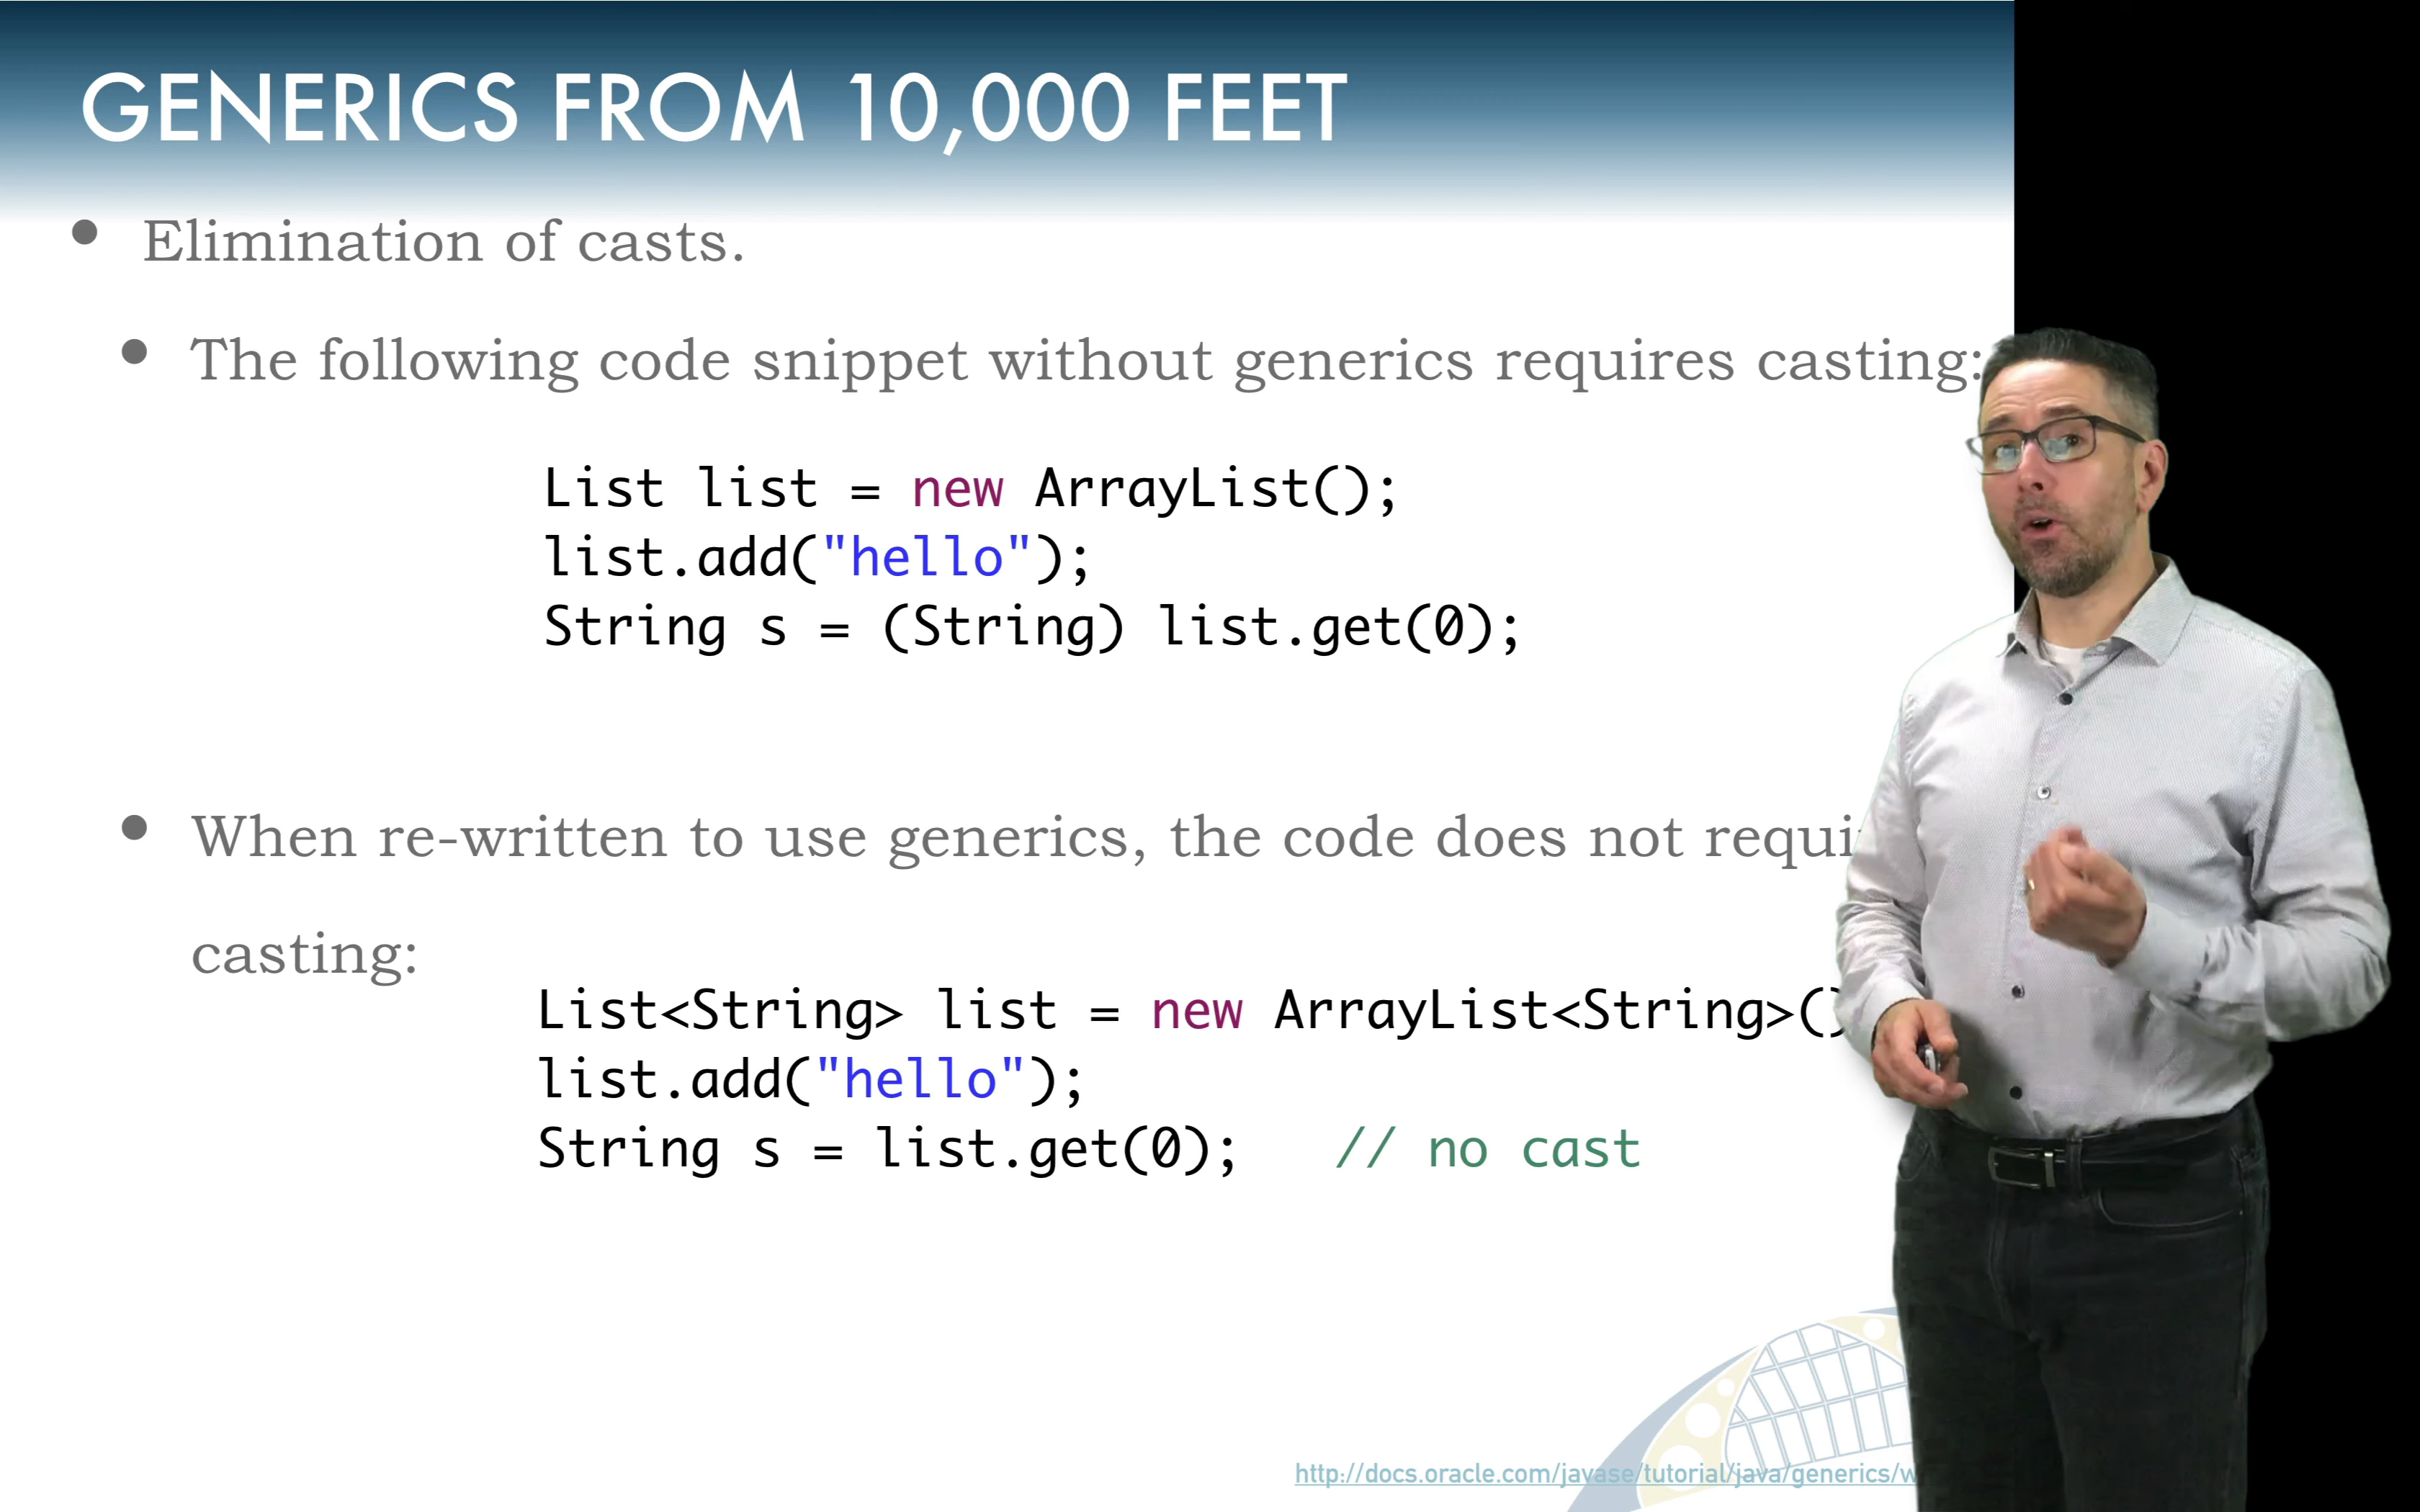 GENERICS FROM 10,000 FEET
• Elimination of casts.
• The following code snippet without generics requires casting:
List list = new ArrayList();
list.add("hello");
String s = (String) list.get(0);
• When re-written to use generics, the code does not
casting:
List<String> list = new ArrayList<String>()
list.add("hello");
String s = list.get(0);   // no cast
http://docs.oracle.com/javase/tutorial/java/generics/